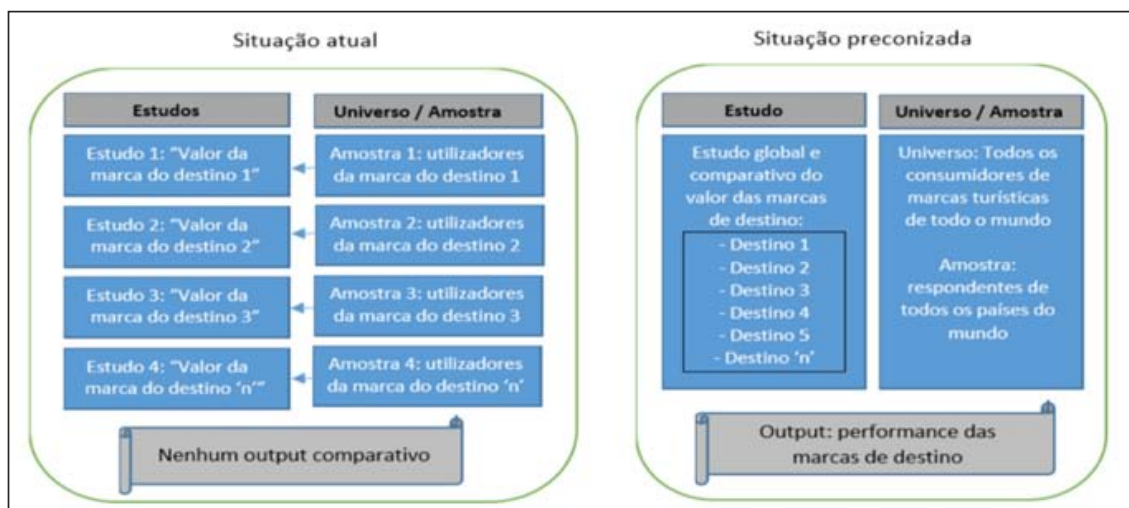 Situação atual
Estudos
Universo / Amostra
Estudo 1: "Valor da
marca do destino 1"
Amostra 1: utilizadores
da marca do destino 1
Estudo 2: "Valor da
marca do destino 2"
Amostra 2: utilizadores
da marca do destino 2
Estudo 3: "Valor da
marca do destino 3"
Amostra 3: utilizadores
da marca do destino 3
Estudo 4: "Valor da
marca do destino 'n'"
Amostra 4: utilizadores
da marca do destino 'n'
Nenhum output comparativo
Situação preconizada
Estudo
Universo / Amostra
Estudo global e
comparativo do
valor das marcas
de destino:
- Destino 1
- Destino 2
- Destino 3
- Destino 4
- Destino 5
- Destino 'n'
Universo: Todos os
consumidores de
marcas turísticas
de todo o mundo
Amostra:
respondentes de
todos os países do
mundo
Output: performance das
marcas de destino